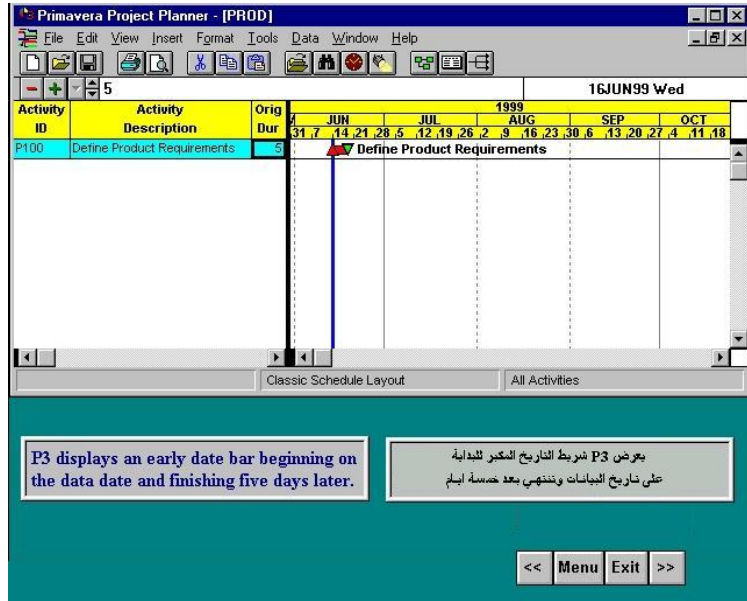 Primavera Project Planner - [PROD]
File Edit View Insert Format Tools Data Window Help
5
16JUN99 Wed
Activity ID
Activity Description
Orig Dur
1999
JUN JUL AUG SEP OCT
31 7 14 21 28 5 12 19 26 2 9 16 23 30 6 13 20 27 4 11 18
P100 Define Product Requirements 5
Define Product Requirements
Classic Schedule Layout All Activities
P3 displays an early date bar beginning on
the data date and finishing five days later.
يعرض P3 شريط التاريخ المكبر للبداية
على تاريخ البيانات وتنتهي بعد خمسة ايام
<< Menu Exit >>